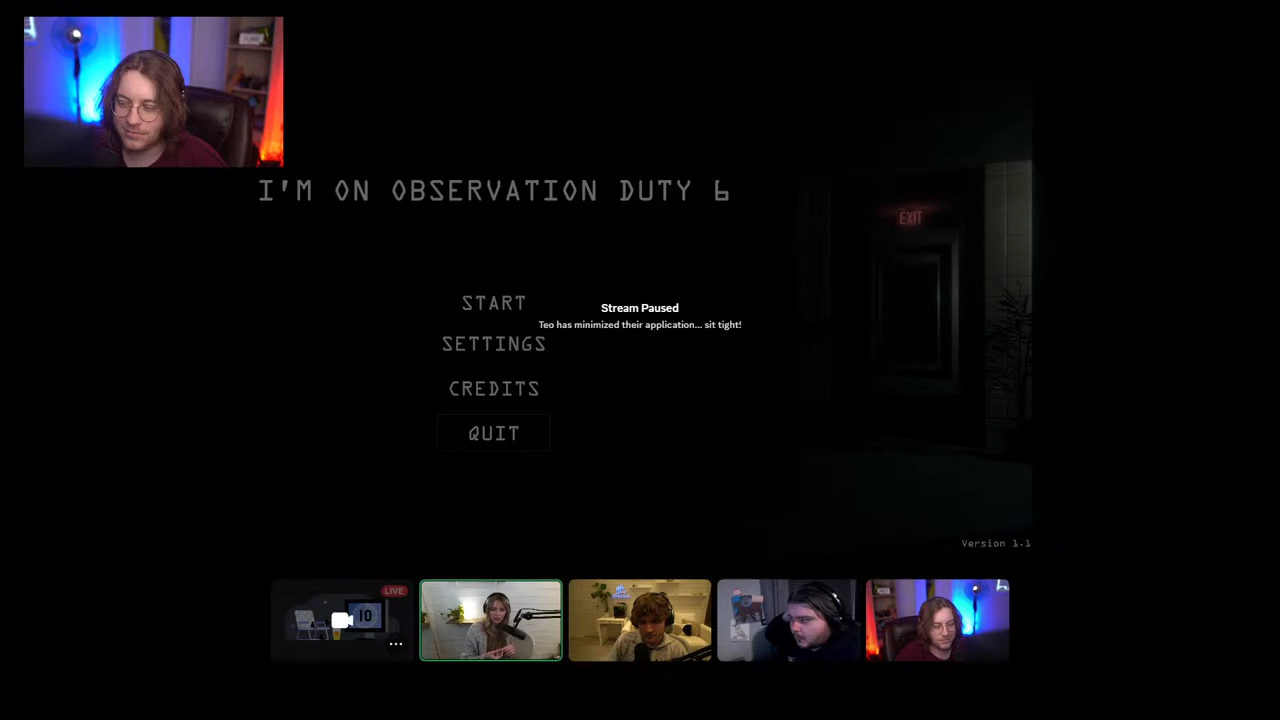 I'M ON OBSERVATION DUTY 6
EXIT
START
Stream Paused
Teo has minimized their application... sit tight!
SETTINGS
CREDITS
QUIT
Version 1.1
LIVE